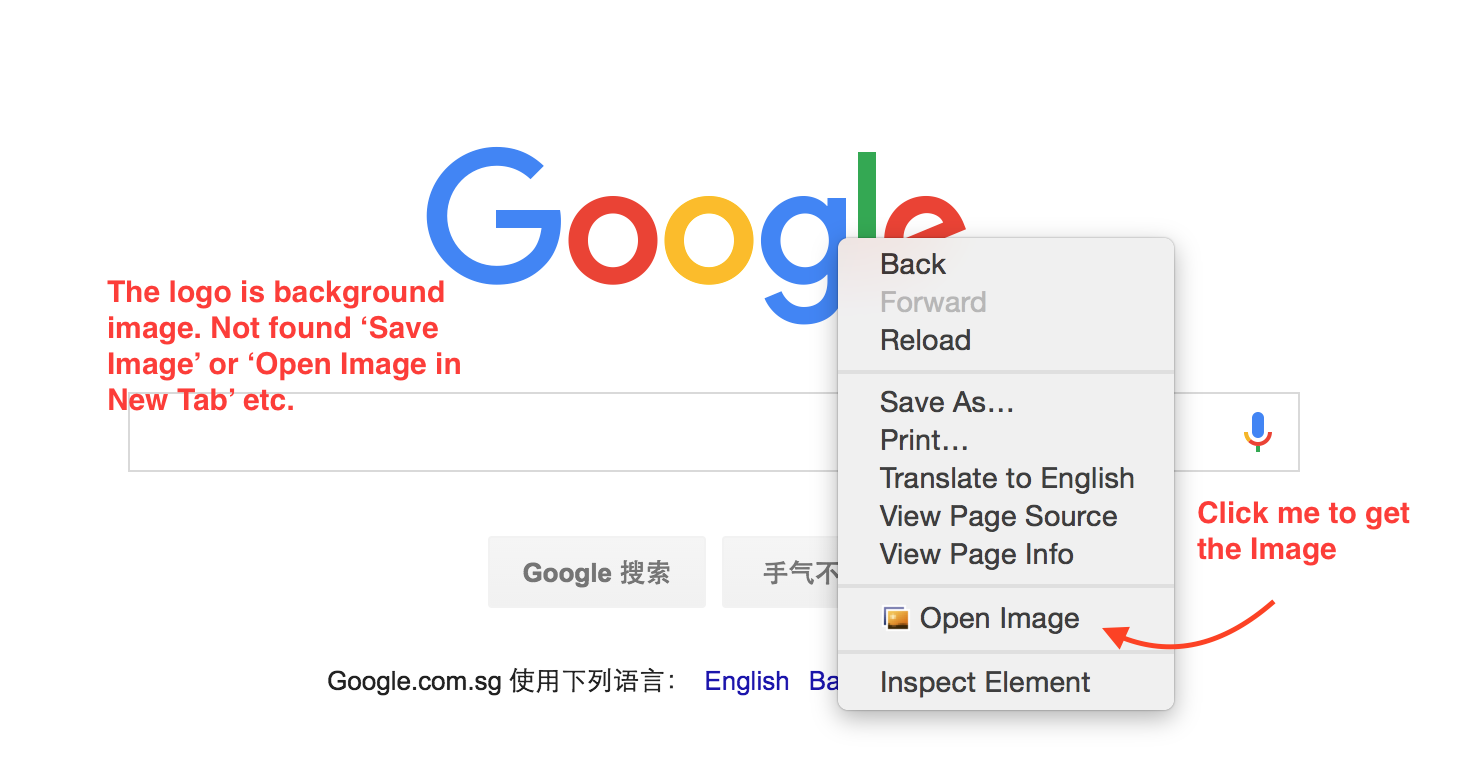 Google
The logo is background
image. Not found ‘Save
Image’ or ‘Open Image in
New Tab’ etc.
Back
Forward
Reload
Save As…
Print…
Translate to English
View Page Source
View Page Info
Open Image
Inspect Element
Click me to get
the Image
Google 搜索
手气不
Google.com.sg 使用下列语言： English Ba